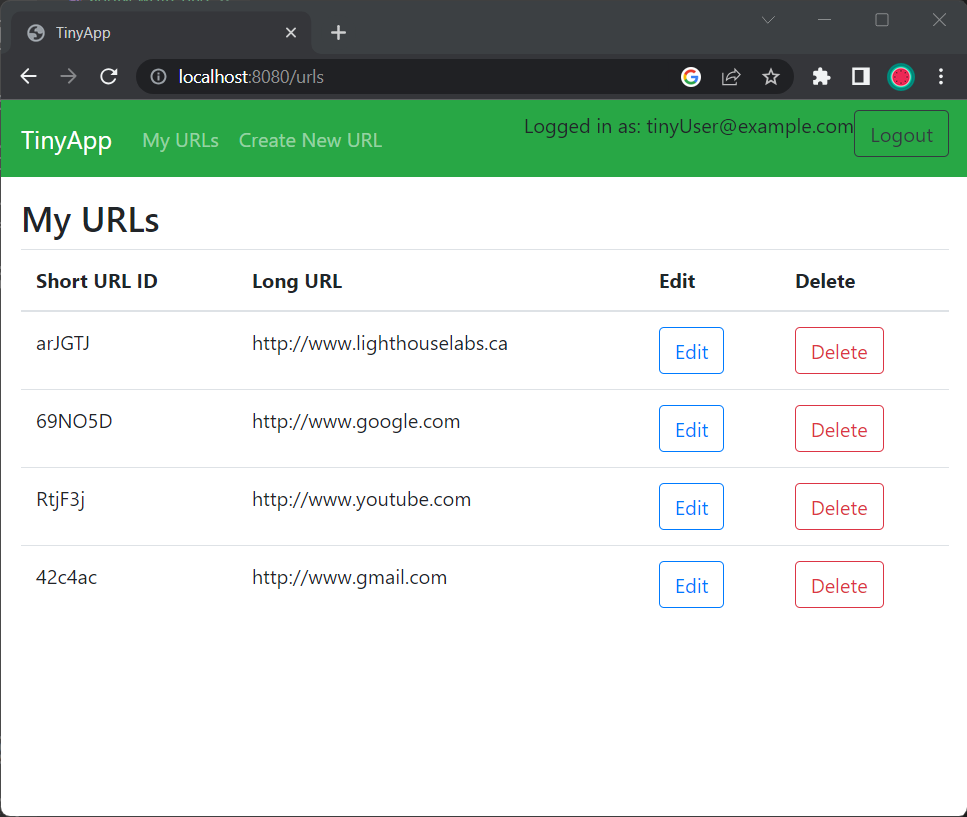 TinyApp
localhost:8080/urls
TinyApp My URLs Create New URL Logged in as: tinyUser@example.com Logout
My URLs
Short URL ID Long URL Edit Delete
arJGTJ http://www.lighthouselabs.ca Edit Delete
69NO5D http://www.google.com Edit Delete
RtjF3j http://www.youtube.com Edit Delete
42c4ac http://www.gmail.com Edit Delete